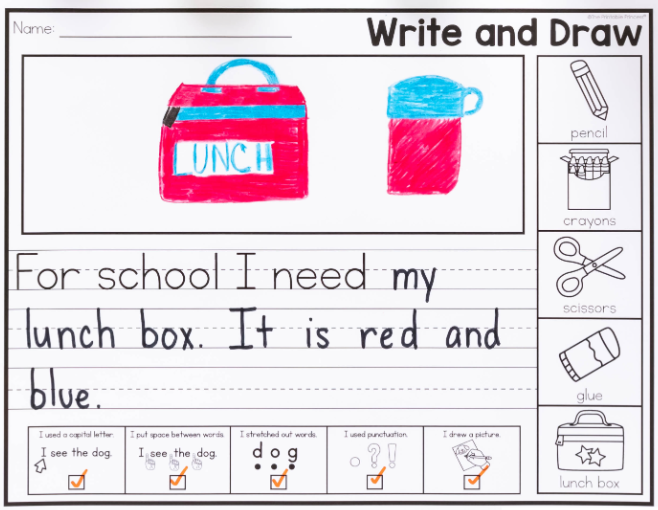 Name:
Write and Draw
LUNCH
pencil
crayons
scissors
glue
lunch box
For school I need my
lunch box. It is red and
blue.
I used a capital letter.
I see the dog.
I put space between words.
I see the dog.
I stretched out words.
dog
I used punctuation.
. ? !
I drew a picture.